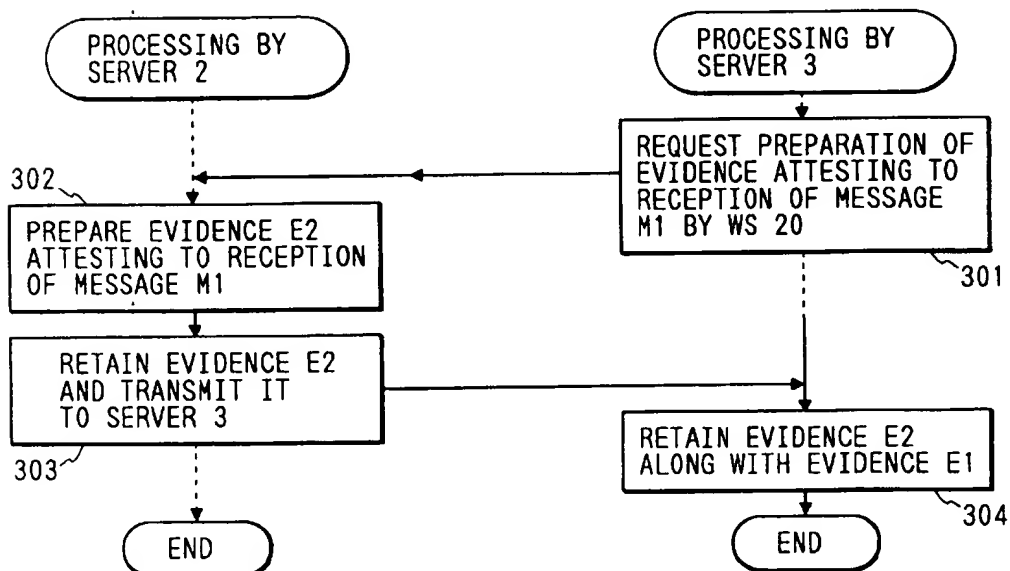 PROCESSING BY
SERVER 2
PROCESSING BY
SERVER 3
REQUEST PREPARATION OF
EVIDENCE ATTESTING TO
RECEPTION OF MESSAGE
M1 BY WS 20
301
302
PREPARE EVIDENCE E2
ATTESTING TO RECEPTION
OF MESSAGE M1
RETAIN EVIDENCE E2
AND TRANSMIT IT
TO SERVER 3
303
RETAIN EVIDENCE E2
ALONG WITH EVIDENCE E1
304
END
END